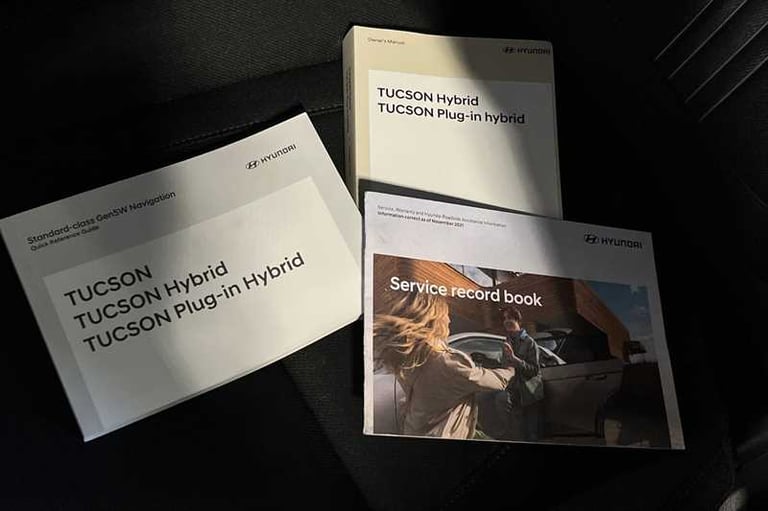 Owner's Manual
HYUNDAI
TUCSON Hybrid
TUCSON Plug-in hybrid
HYUNDAI
Standard-class Gen5W Navigation
Quick Reference Guide
TUCSON
TUCSON Hybrid
TUCSON Plug-in Hybrid
Service, Warranty and Hyundai Roadside Assistance Information
Information correct as of November 2021
HYUNDAI
Service record book